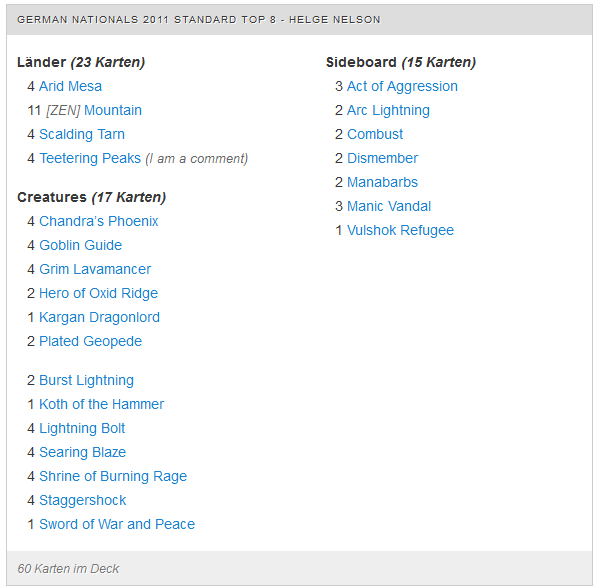 GERMAN NATIONALS 2011 STANDARD TOP 8 - HELGE NELSON
Länder (23 Karten)
4 Arid Mesa
11 [ZEN] Mountain
4 Scalding Tarn
4 Teetering Peaks (I am a comment)
Creatures (17 Karten)
4 Chandra's Phoenix
4 Goblin Guide
4 Grim Lavamancer
2 Hero of Oxid Ridge
1 Kargan Dragonlord
2 Plated Geopede
2 Burst Lightning
1 Koth of the Hammer
4 Lightning Bolt
4 Searing Blaze
4 Shrine of Burning Rage
4 Staggershock
1 Sword of War and Peace
Sideboard (15 Karten)
3 Act of Aggression
2 Arc Lightning
2 Combust
2 Dismember
2 Manabarbs
3 Manic Vandal
1 Vulshok Refugee
60 Karten im Deck